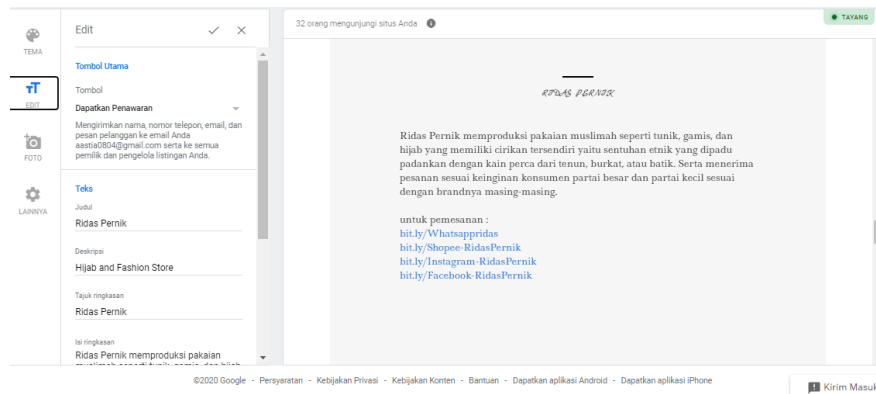 TEMA
EDIT
FOTO
LAINNYA
Edit
Tombol Utama
Tombol
Dapatkan Penawaran
Mengirimkan nama, nomor telepon, email, dan
pesan pelanggan ke email Anda
aastia0804@gmail.com serta ke semua
pemilik dan pengelola listingan Anda.
Teks
Judul
Ridas Pernik
Deskripsi
Hijab and Fashion Store
Tajuk ringkasan
Ridas Pernik
Isi ringkasan
Ridas Pernik memproduksi pakaian
muslimah seperti tunik, gamis, dan hijab
32 orang mengunjungi situs Anda
TAYANG
RIDAS PERNIK
Ridas Pernik memproduksi pakaian muslimah seperti tunik, gamis, dan
hijab yang memiliki cirikan tersendiri yaitu sentuhan etnik yang dipadu
padankan dengan kain perca dari tenun, burkat, atau batik. Serta menerima
pesanan sesuai keinginan konsumen partai besar dan partai kecil sesuai
dengan brandnya masing-masing.
untuk pemesanan :
bit.ly/Whatsappridas
bit.ly/Shopee-RidasPernik
bit.ly/Instagram-RidasPernik
bit.ly/Facebook-RidasPernik
©2020 Google - Persyaratan - Kebijakan Privasi - Kebijakan Konten - Bantuan - Dapatkan aplikasi Android - Dapatkan aplikasi iPhone
Kirim Masuk